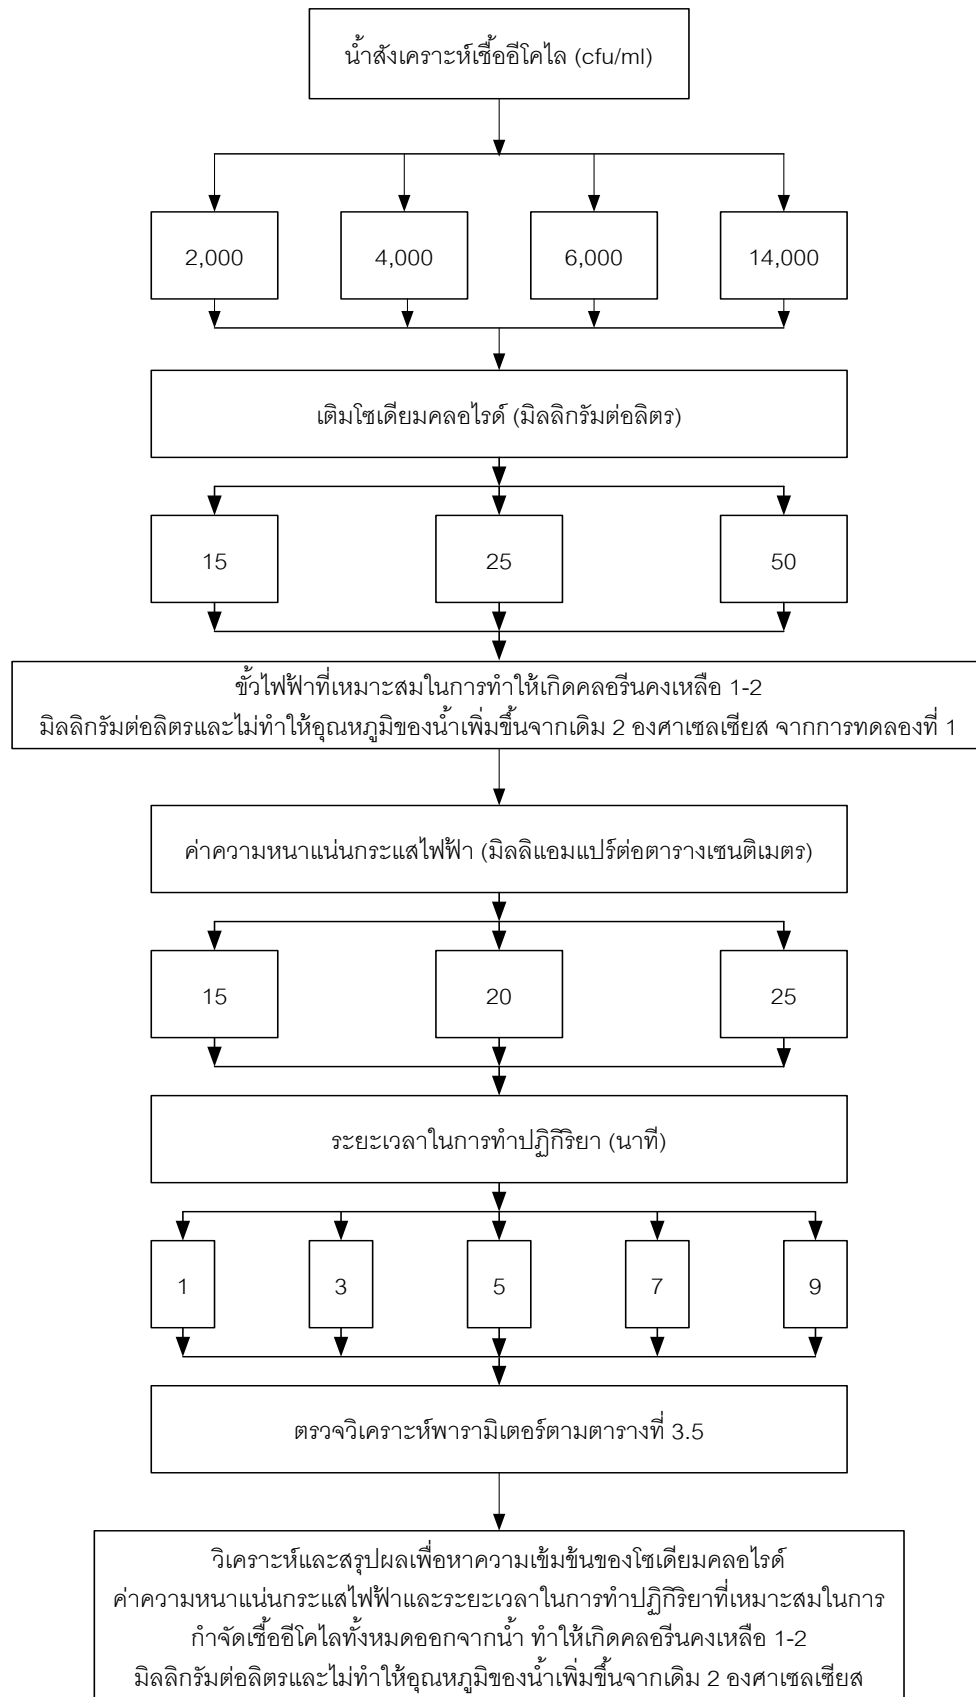 น้ำสังเคราะห์เชื้ออีโคไล (cfu/ml)
2,000 4,000 6,000 14,000
เติมโซเดียมคลอไรด์ (มิลลิกรัมต่อลิตร)
15 25 50
ขั้วไฟฟ้าที่เหมาะสมในการทำให้เกิดคลอรีนคงเหลือ 1-2
มิลลิกรัมต่อลิตรและไม่ทำให้อุณหภูมิของน้ำเพิ่มขึ้นจากเดิม 2 องศาเซลเซียส จากการทดลองที่ 1
ค่าความหนาแน่นกระแสไฟฟ้า (มิลลิแอมแปร์ต่อตารางเซนติเมตร)
15 20 25
ระยะเวลาในการทำปฏิกิริยา (นาที)
1 3 5 7 9
ตรวจวิเคราะห์พารามิเตอร์ตามตารางที่ 3.5
วิเคราะห์และสรุปผลเพื่อหาความเข้มข้นของโซเดียมคลอไรด์
ค่าความหนาแน่นกระแสไฟฟ้าและระยะเวลาในการทำปฏิกิริยาที่เหมาะสมในการ
กำจัดเชื้ออีโคไลทั้งหมดออกจากน้ำ ทำให้เกิดคลอรีนคงเหลือ 1-2
มิลลิกรัมต่อลิตรและไม่ทำให้อุณหภูมิของน้ำเพิ่มขึ้นจากเดิม 2 องศาเซลเซียส